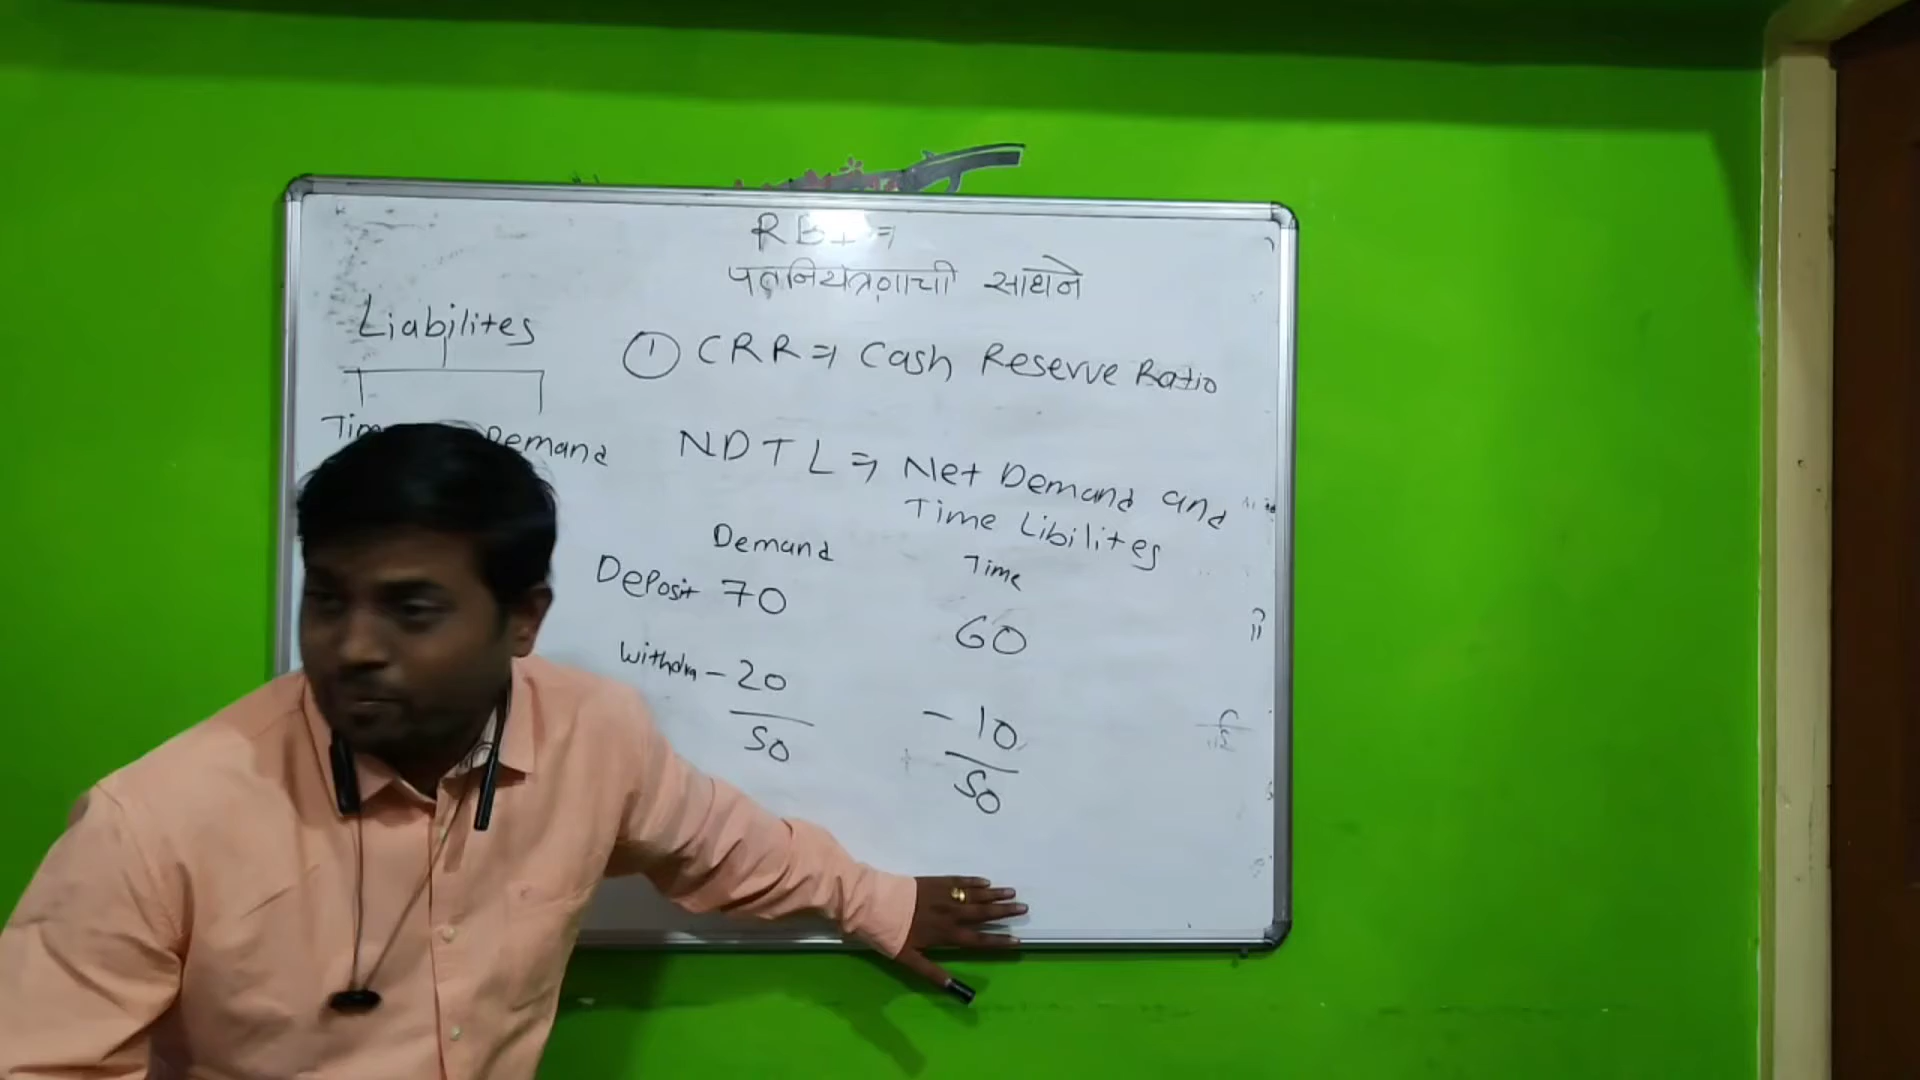 RBI ⇒
पतनियंत्रणाची साधने
Liabilites
Demand
① CRR ⇒ Cash Reserve Ratio
NDTL ⇒ Net Demand and
Time Libilites
Demand Time
Deposit 70 60
Withdra - 20 - 10
50 50